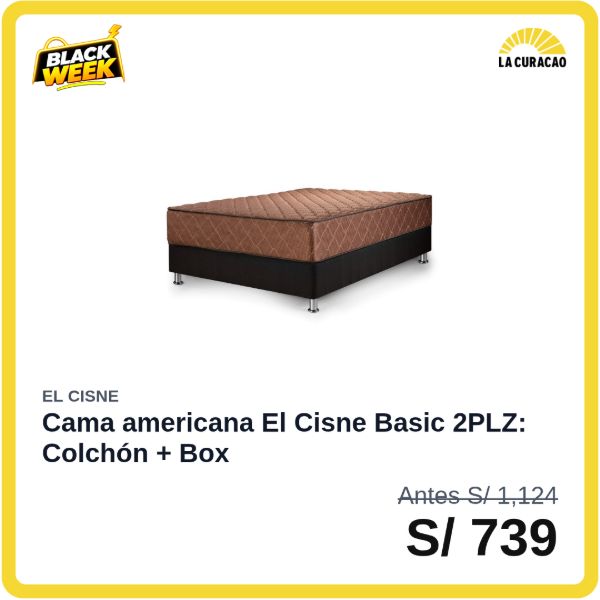 BLACK
WEEK
LA CURACAO
EL CISNE
Cama americana El Cisne Basic 2PLZ:
Colchón + Box
Antes S/ 1,124
S/ 739